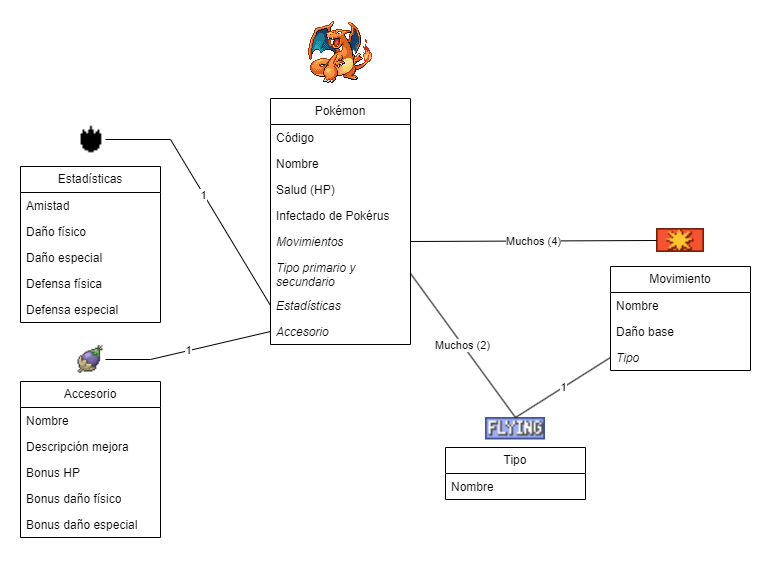 Pokémon
Código
Nombre
Salud (HP)
Infectado de Pokérus
Movimientos
Tipo primario y
secundario
Estadísticas
Accesorio
Estadísticas
Amistad
Daño físico
Daño especial
Defensa física
Defensa especial
1
Accesorio
Nombre
Descripción mejora
Bonus HP
Bonus daño físico
Bonus daño especial
1
Muchos (4)
Movimiento
Nombre
Daño base
Tipo
Muchos (2)
1
FLYING
Tipo
Nombre